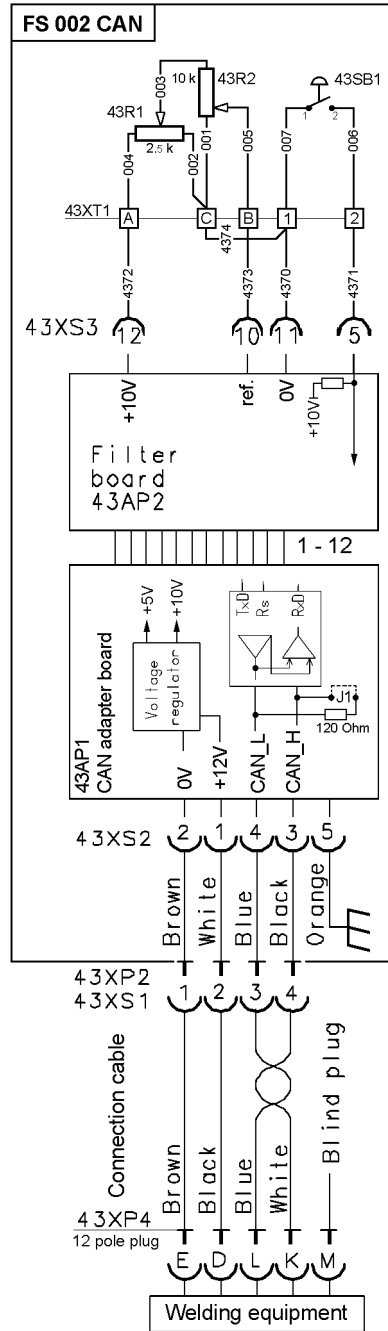 FS 002 CAN
10 k
43R2
43SB1
003
43R1
2.5 k
1 2
004
002
001
005
007
006
43XT1
A C B 1 2
4374
4372
4373
4370
4371
43XS3
12 10 11 5
+10V
ref.
0V
+10V
Filter
board
43AP2
1 - 12
+5V
+10V
TxD
Rs
RxD
Voltage
regulator
J1
120 Ohm
43AP1
CAN adapter board
0V
+12V
CAN_L
CAN_H
43XS2
2 1 4 3 5
Brown
White
Blue
Black
Orange
43XP2
43XS1
1 2 3 4
Connection cable
Brown
Black
Blue
White
Blind plug
43XP4
12 pole plug
E D L K M
Welding equipment